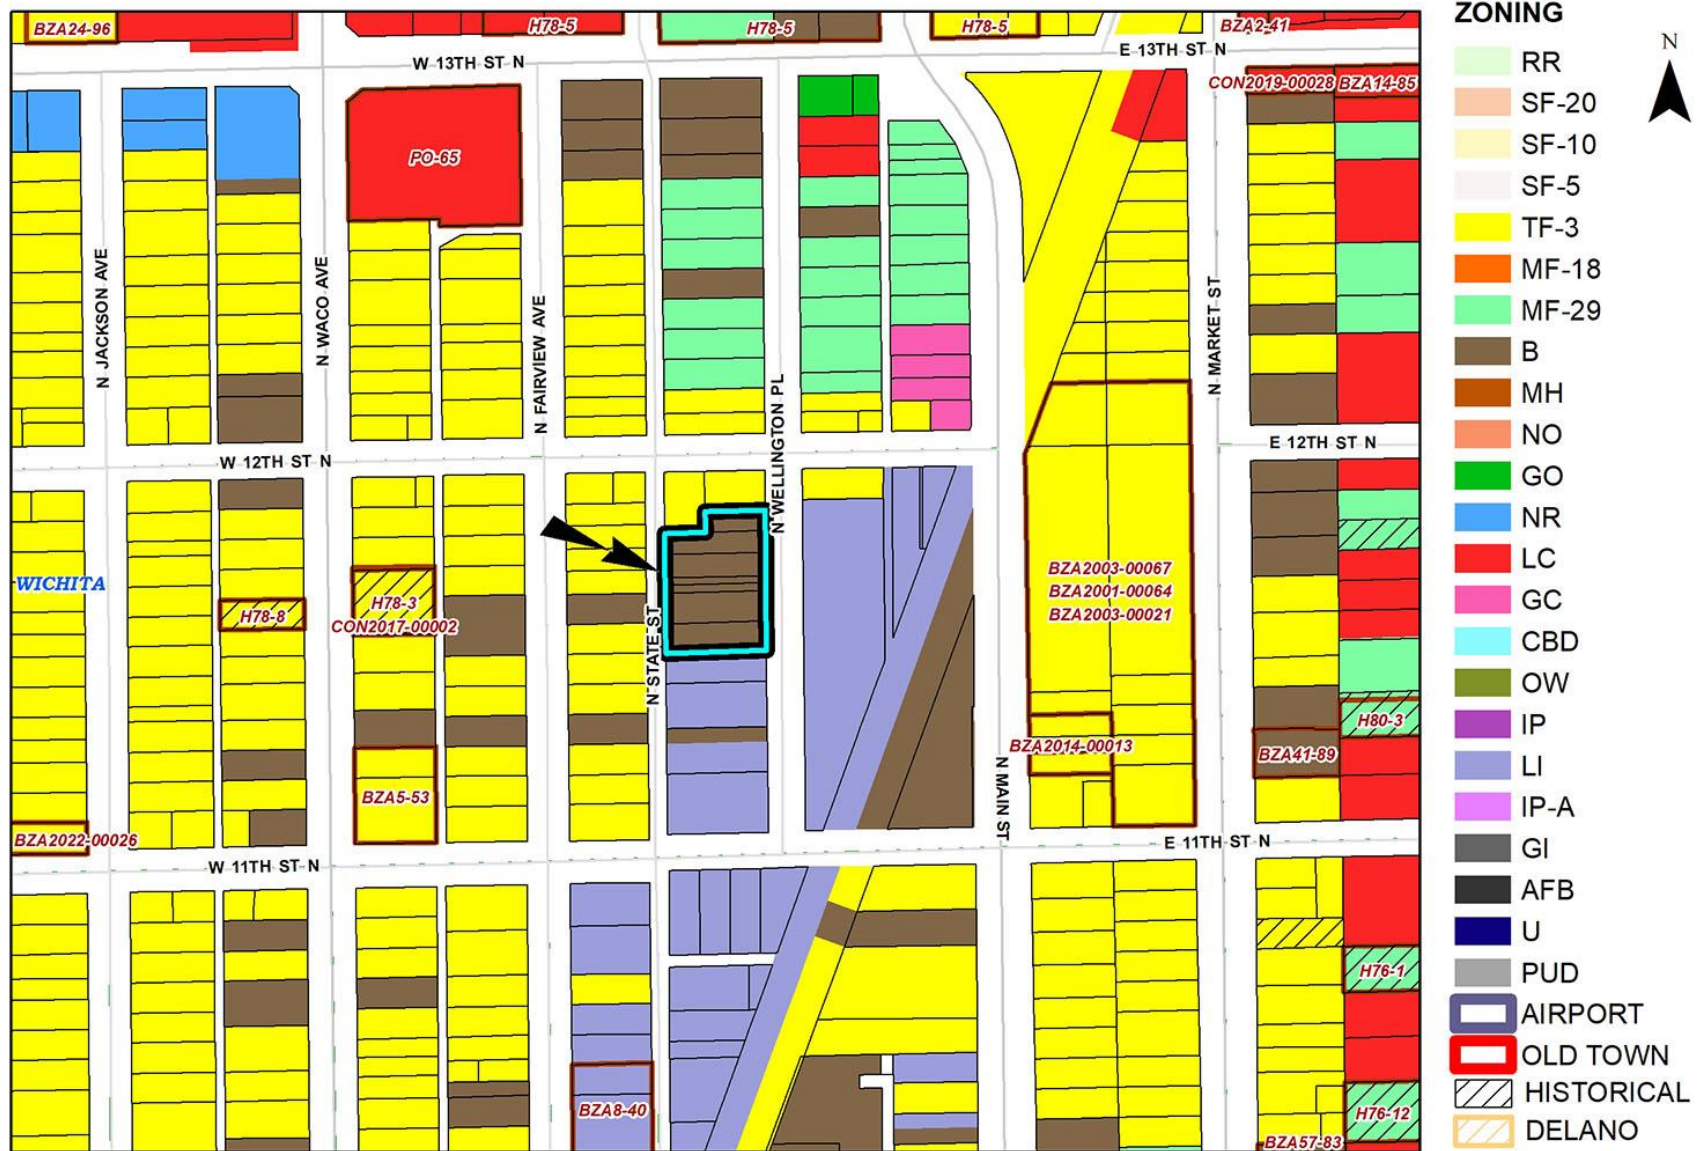 BZA24-96
H78-5
H78-5
H78-5
BZA2-41
E 13TH ST N
W 13TH ST N
CON2019-00028
BZA14-85
PO-65
N JACKSON AVE
N WACO AVE
N FAIRVIEW AVE
N WELLINGTON PL
N MARKET ST
W 12TH ST N
E 12TH ST N
WICHITA
H78-8
H78-3
CON2017-00002
N STATE ST
BZA2003-00067
BZA2001-00064
BZA2003-00021
H80-3
BZA2014-00013
BZA41-89
BZA5-53
N MAIN ST
BZA2022-00026
W 11TH ST N
E 11TH ST N
H76-1
BZA8-40
H76-12
BZA57-83
ZONING
RR
SF-20
SF-10
SF-5
TF-3
MF-18
MF-29
B
MH
NO
GO
NR
LC
GC
CBD
OW
IP
LI
IP-A
GI
AFB
U
PUD
AIRPORT
OLD TOWN
HISTORICAL
DELANO
N